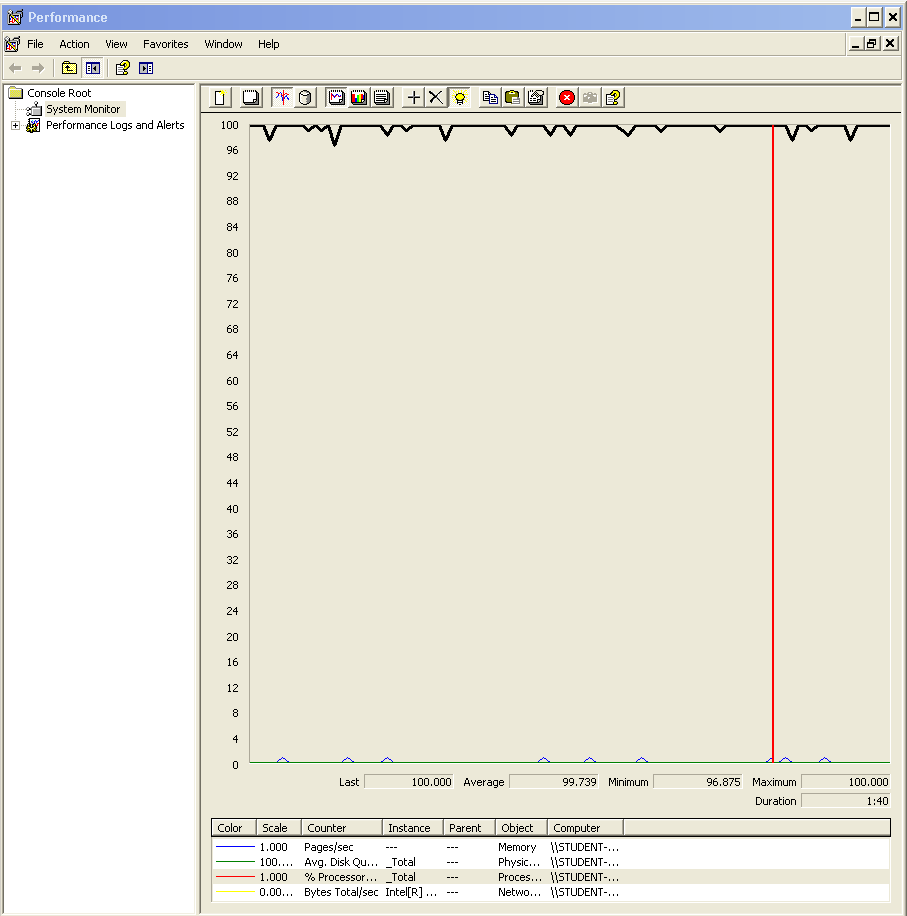 Performance
File Action View Favorites Window Help
Console Root
System Monitor
Performance Logs and Alerts
100
96
92
88
84
80
76
72
68
64
60
56
52
48
44
40
36
32
28
24
20
16
12
8
4
0
Last 100.000 Average 99.739 Minimum 96.875 Maximum 100.000
Duration 1:40
Color Scale Counter Instance Parent Object Computer
1.000 Pages/sec --- --- Memory \\STUDENT-...
100.... Avg. Disk Qu... _Total --- Physic... \\STUDENT-...
1.000 % Processor... _Total --- Proces... \\STUDENT-...
0.00... Bytes Total/sec Intel[R] ... --- Netwo... \\STUDENT-...